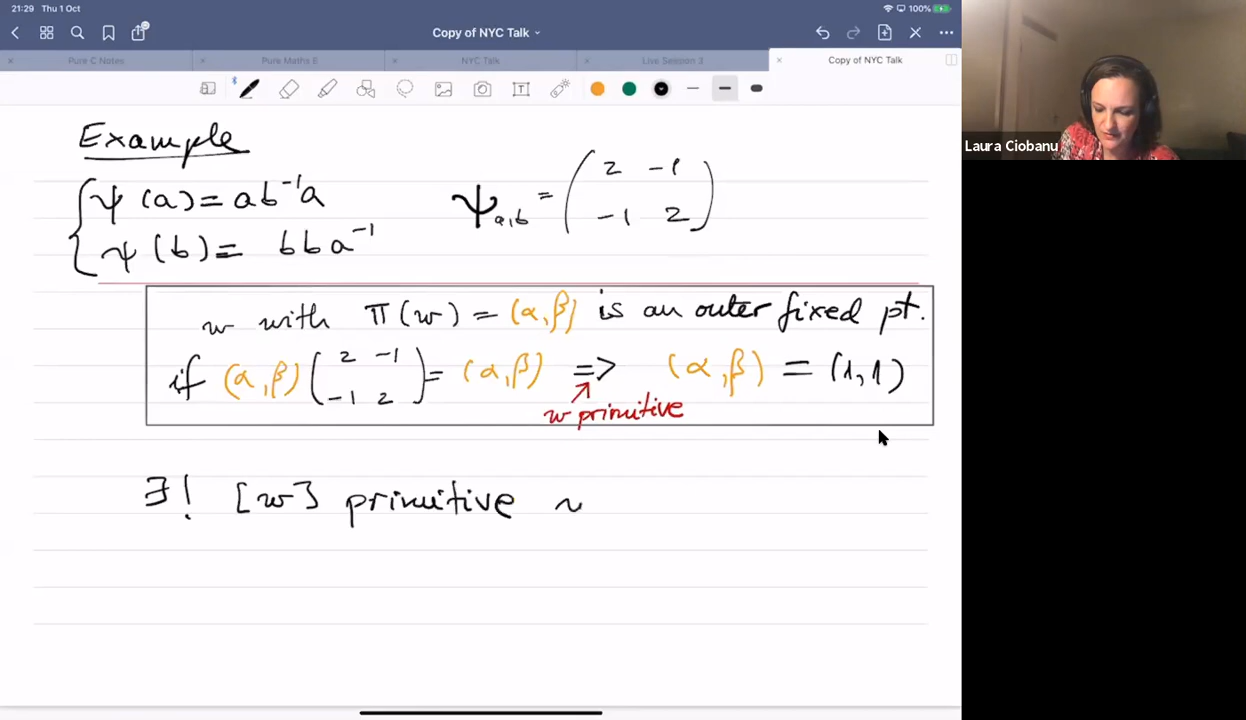 21:29 Thu 1 Oct
100%
Copy of NYC Talk
Pure C Notes
Pure Maths E
NYC Talk
Live Session 3
Copy of NYC Talk
Laura Ciobanu
Example
ψ(a) = ab⁻¹a
ψ(b) = bba⁻¹
ψ_{a,b} = (2 -1
-1 2)
w with π(w) = (α,β) is an outer fixed pt.
if (α,β) (2 -1
-1 2) = (α,β) => (α,β) = (1,1)
w primitive
∃! [w] primitive